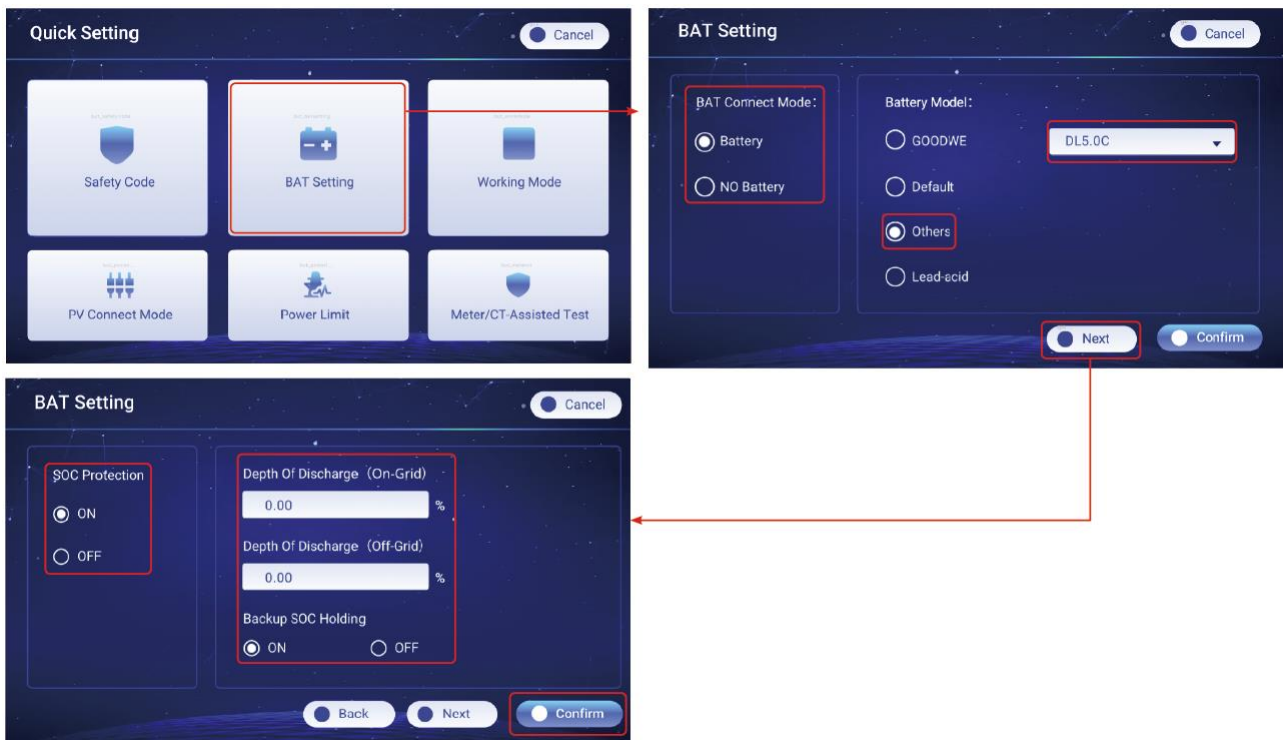 Quick Setting
Cancel
Safety Code
BAT Setting
Working Mode
PV Connect Mode
Power Limit
Meter/CT-Assisted Test
BAT Setting
Cancel
BAT Connect Mode:
Battery
NO Battery
Battery Model:
GOODWE
DL5.0C
Default
Others
Lead-acid
Next
Confirm
BAT Setting
Cancel
SOC Protection
ON
OFF
Depth Of Discharge (On-Grid)
0.00 %
Depth Of Discharge (Off-Grid)
0.00 %
Backup SOC Holding
ON OFF
Back
Next
Confirm